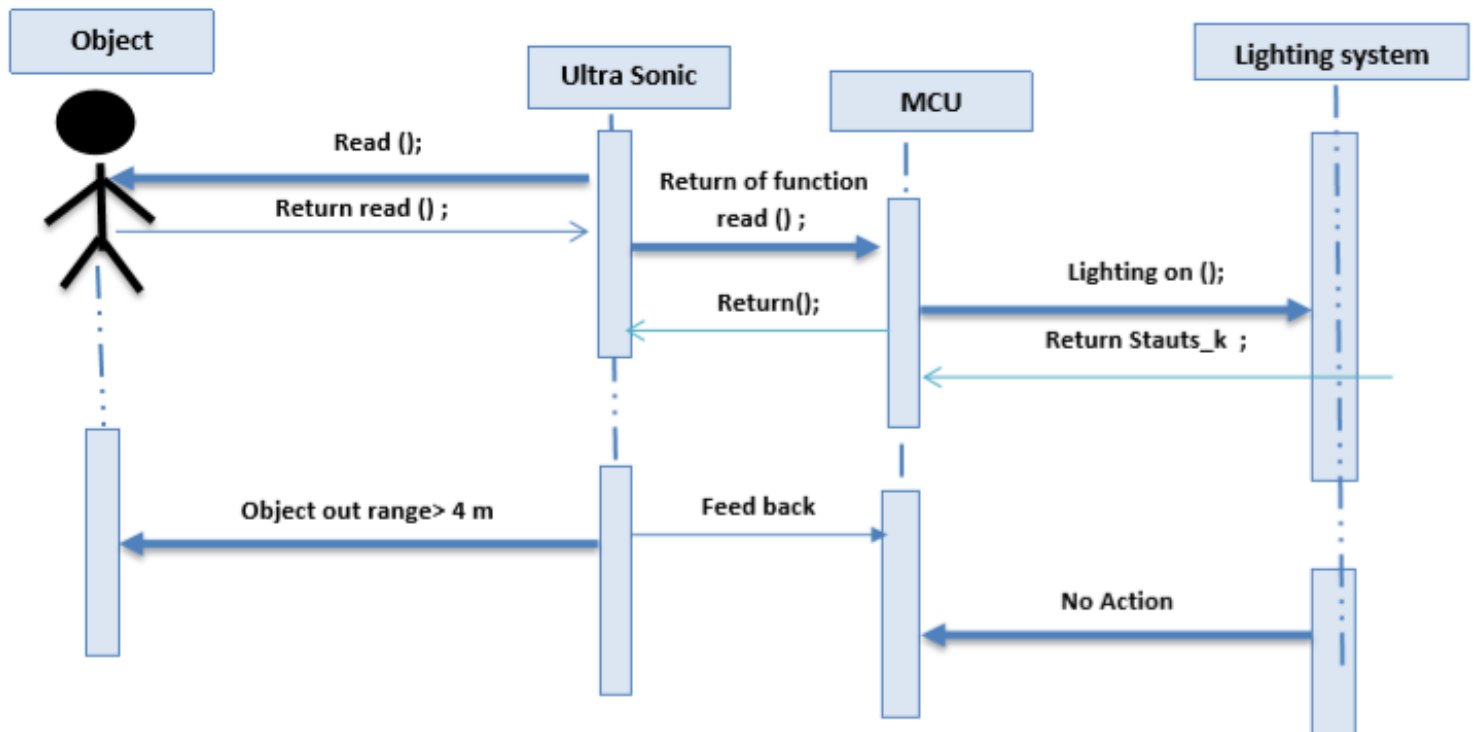 Object
Ultra Sonic
MCU
Lighting system
Read ();
Return read () ;
Return of function
read () ;
Lighting on ();
Return();
Return Stauts_k  ;
Object out range> 4 m
Feed back
No Action